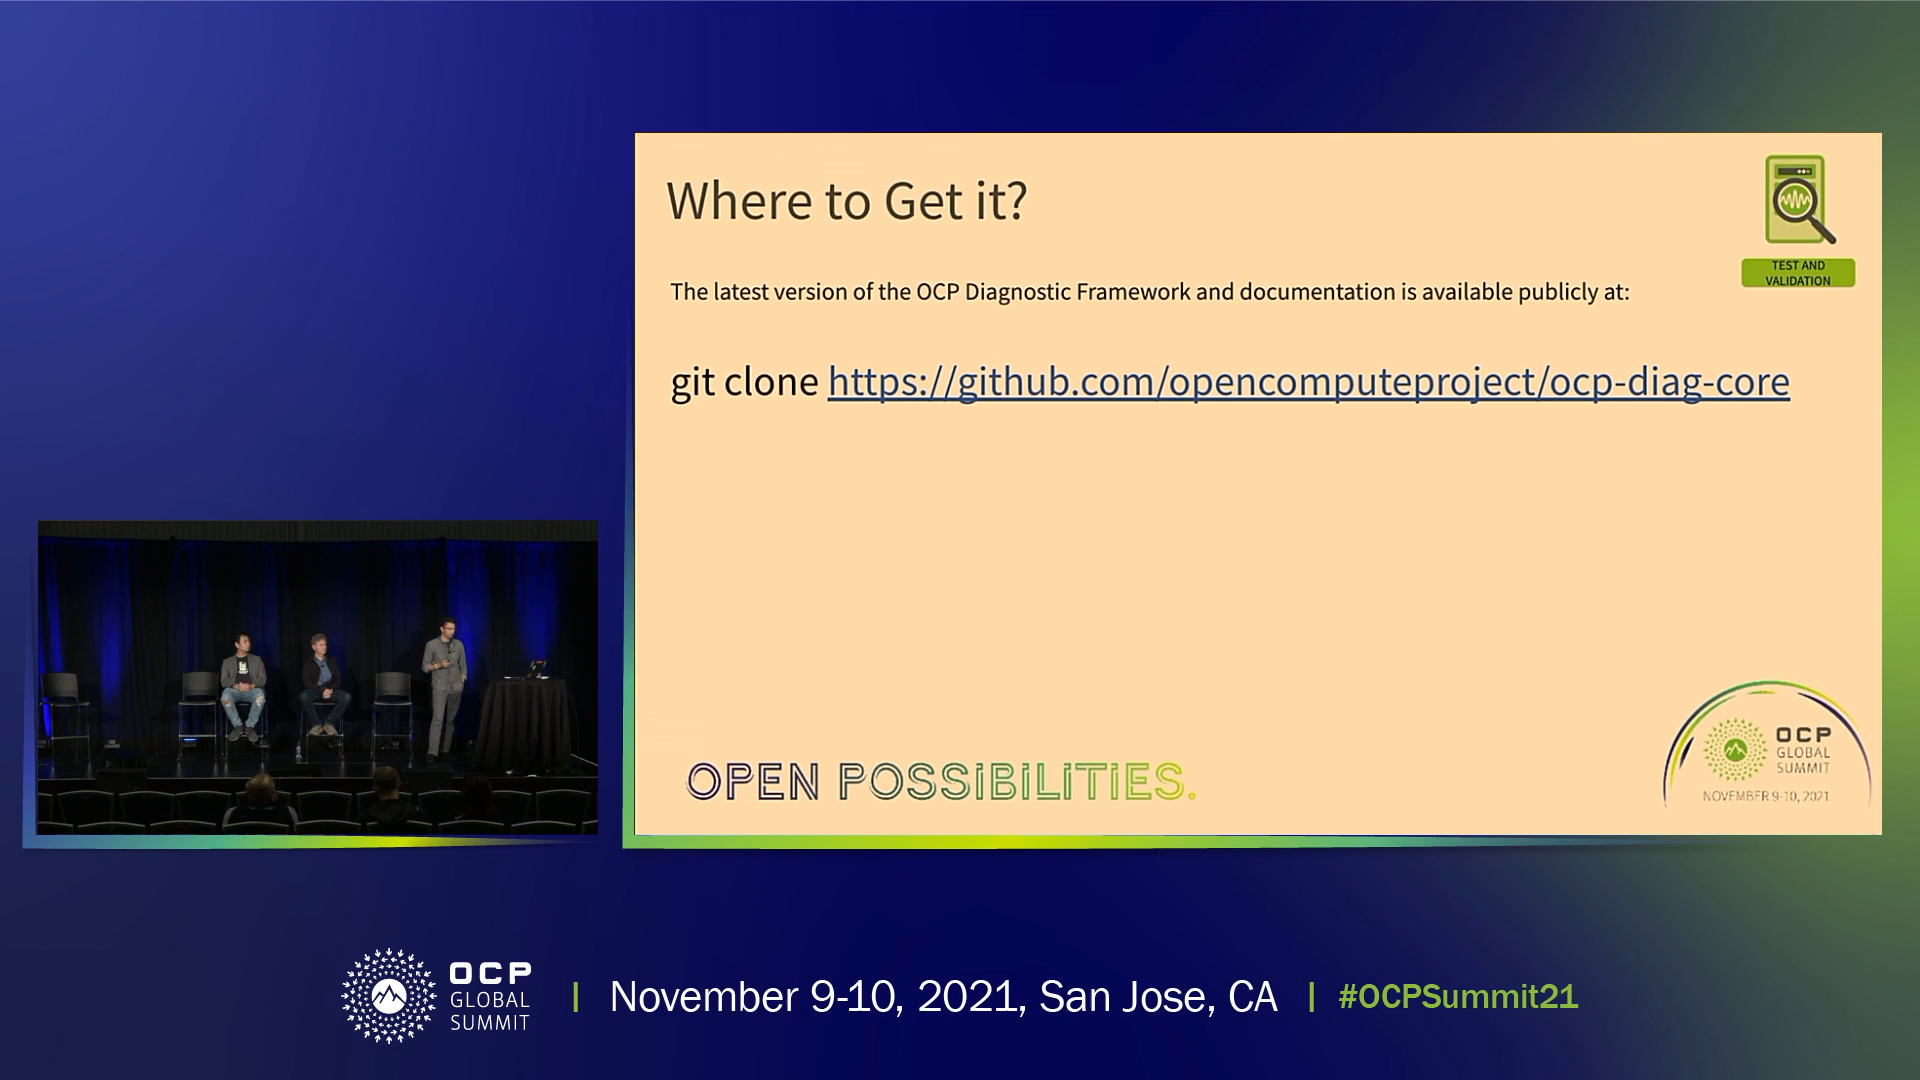 Where to Get it?
TEST AND
VALIDATION
The latest version of the OCP Diagnostic Framework and documentation is available publicly at:
git clone https://github.com/opencomputeproject/ocp-diag-core
OPEN POSSIBILITIES.
OCP
GLOBAL
SUMMIT
NOVEMBER 9-10, 2021
OCP
GLOBAL
SUMMIT
| November 9-10, 2021, San Jose, CA | #OCPSummit21